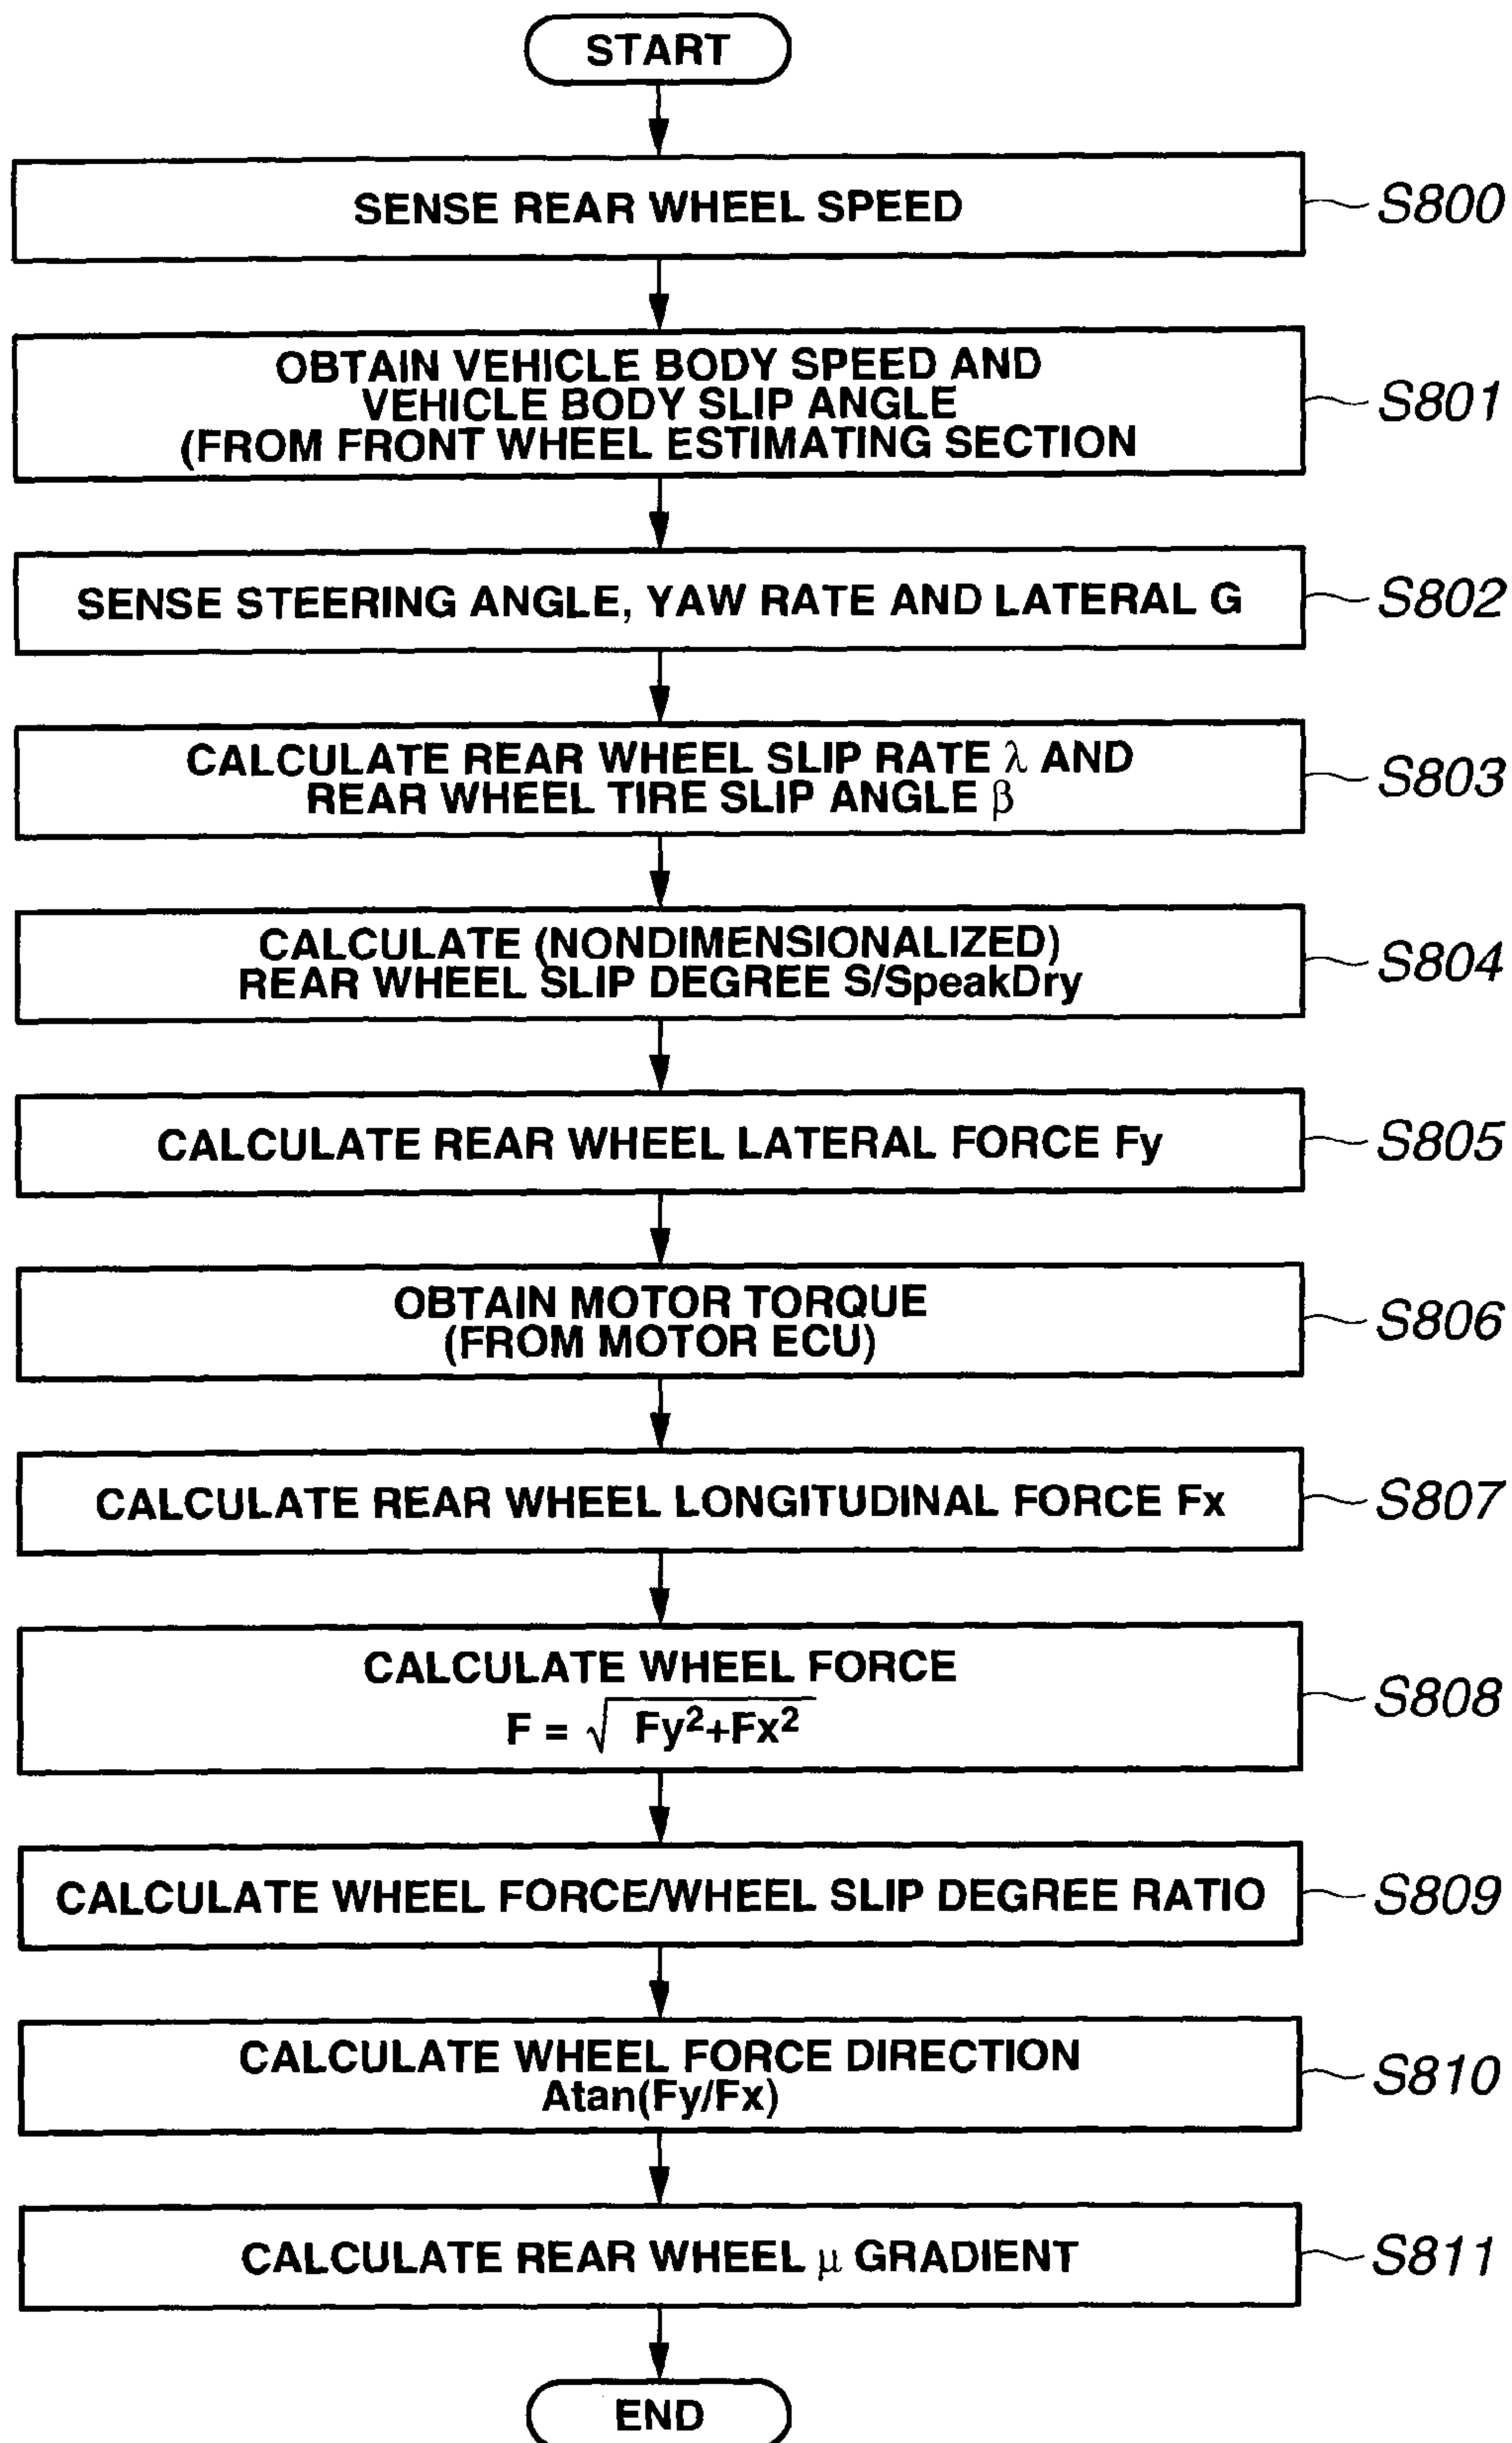 START
SENSE REAR WHEEL SPEED
S800
OBTAIN VEHICLE BODY SPEED AND
VEHICLE BODY SLIP ANGLE
(FROM FRONT WHEEL ESTIMATING SECTION
S801
SENSE STEERING ANGLE, YAW RATE AND LATERAL G
S802
CALCULATE REAR WHEEL SLIP RATE λ AND
REAR WHEEL TIRE SLIP ANGLE β
S803
CALCULATE (NONDIMENSIONALIZED)
REAR WHEEL SLIP DEGREE S/SpeakDry
S804
CALCULATE REAR WHEEL LATERAL FORCE Fy
S805
OBTAIN MOTOR TORQUE
(FROM MOTOR ECU)
S806
CALCULATE REAR WHEEL LONGITUDINAL FORCE Fx
S807
CALCULATE WHEEL FORCE
F = √ Fy²+Fx²
S808
CALCULATE WHEEL FORCE/WHEEL SLIP DEGREE RATIO
S809
CALCULATE WHEEL FORCE DIRECTION
Atan(Fy/Fx)
S810
CALCULATE REAR WHEEL μ GRADIENT
S811
END